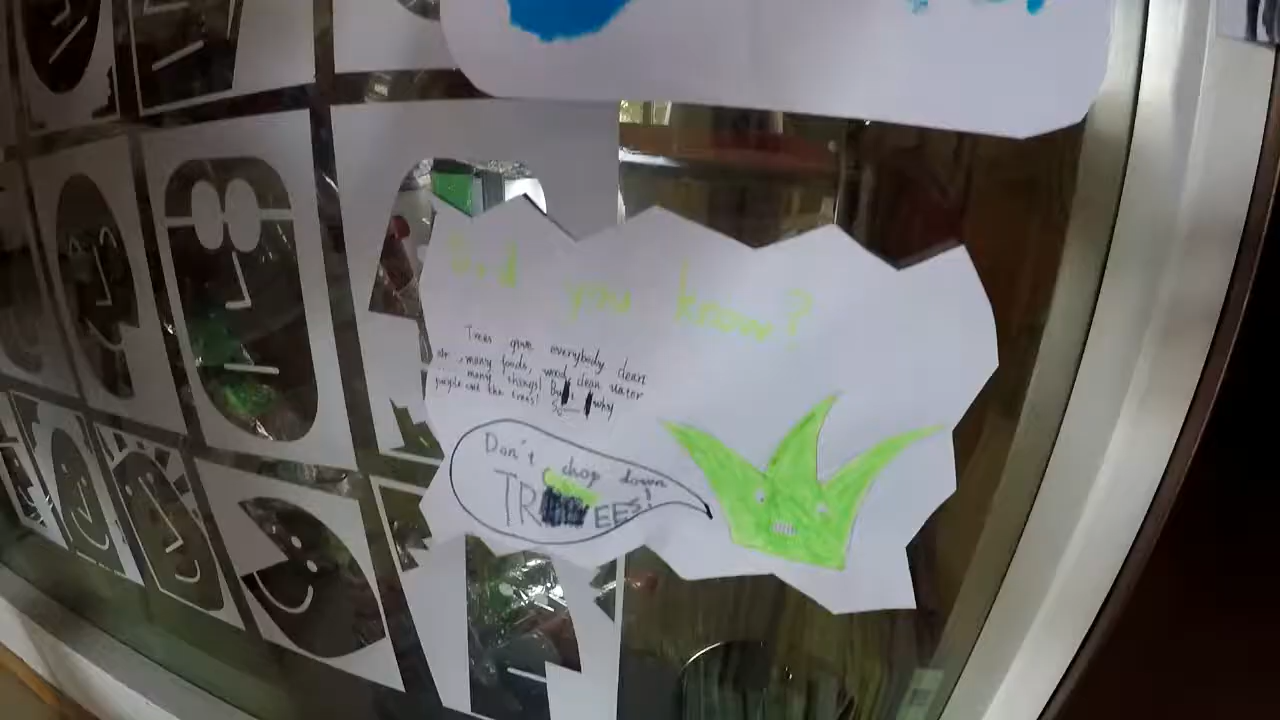 Did you know?
Trees give everybody clean
air, many foods, wood, clean water
many things! But why
people cut the trees!
Don't chop down
TREES!